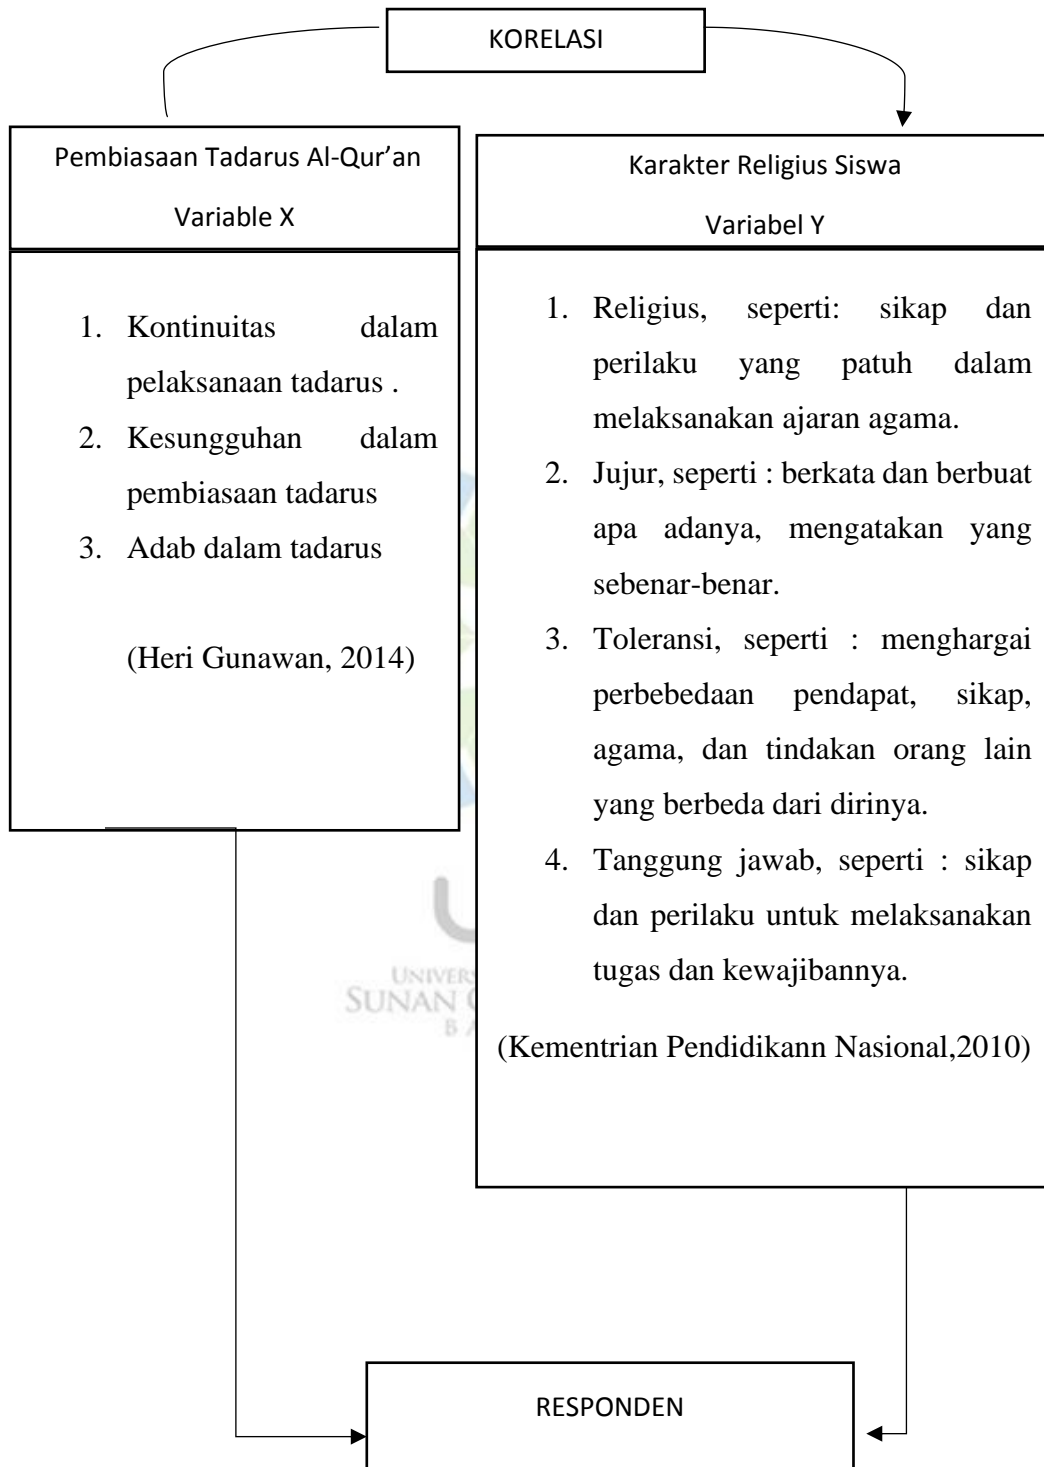 KORELASI
Pembiasaan Tadarus Al-Qur’an
Variable X
1. Kontinuitas dalam
pelaksanaan tadarus .
2. Kesungguhan dalam
pembiasaan tadarus
3. Adab dalam tadarus
(Heri Gunawan, 2014)
Karakter Religius Siswa
Variabel Y
1. Religius, seperti: sikap dan
perilaku yang patuh dalam
melaksanakan ajaran agama.
2. Jujur, seperti : berkata dan berbuat
apa adanya, mengatakan yang
sebenar-benar.
3. Toleransi, seperti : menghargai
perbebedaan pendapat, sikap,
agama, dan tindakan orang lain
yang berbeda dari dirinya.
4. Tanggung jawab, seperti : sikap
dan perilaku untuk melaksanakan
tugas dan kewajibannya.
(Kementrian Pendidikann Nasional,2010)
SUNAN
RESPONDEN